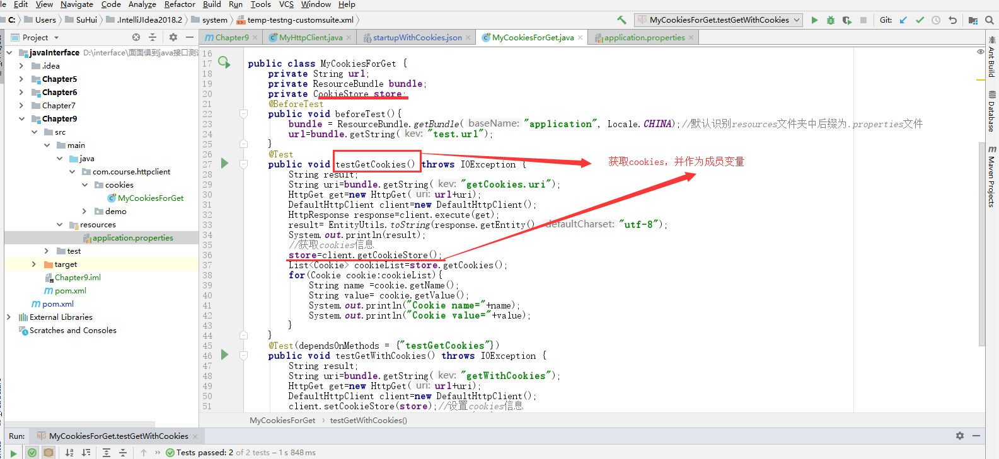 le Edit View Navigate Code Analyze Refactor Build Run Tools VCS Window Help
C: Users SuHui .IntelliJIdea2018.2 system temp-testng-customsuite.xml MyCookiesForGet.testGetWithCookies Git:
Project Chapter9 MyHttpClient.java startupWithCookies.json MyCookiesForGet.java application.properties
javaInterface D:\interface\面面俱到java接口测
.idea
Chapter5
Chapter6
Chapter7
Chapter9
src
main
java
com.course.httpclient
cookies
MyCookiesForGet
demo
resources
application.properties
test
target
Chapter9.iml
pom.xml
pom.xml
External Libraries
Scratches and Consoles
16
17 public class MyCookiesForGet {
18 private String url;
19 private ResourceBundle bundle;
20 private CookieStore store;
21 @BeforeTest
22 public void beforeTest(){
23 bundle = ResourceBundle.getBundle( baseName: "application", Locale.CHINA);//默认识别resources文件夹中后缀为.properties文件
24 url=bundle.getString( key: "test.url");
25 }
26 @Test
27 public void testGetCookies() throws IOException {
获取cookies，并作为成员变量
28 String result;
29 String uri=bundle.getString( key: "getCookies.uri");
30 HttpGet get=new HttpGet( uri: url+uri);
31 DefaultHttpClient client=new DefaultHttpClient();
32 HttpResponse response=client.execute(get);
33 result= EntityUtils.toString(response.getEntity(), defaultCharset: "utf-8");
34 System.out.println(result);
35 //获取cookies信息
36 store=client.getCookieStore();
37 List<Cookie> cookieList=store.getCookies();
38 for(Cookie cookie:cookieList){
39 String name =cookie.getName();
40 String value= cookie.getValue();
41 System.out.println("Cookie name="+name);
42 System.out.println("Cookie value="+value);
43 }
44 }
45 @Test(dependsOnMethods = {"testGetCookies"})
46 public void testGetWithCookies() throws IOException {
47 String result;
48 String uri=bundle.getString( key: "getWithCookies");
49 HttpGet get=new HttpGet( uri: url+uri);
50 DefaultHttpClient client=new DefaultHttpClient();
51 client.setCookieStore(store);//设置cookies信息
MyCookiesForGet testGetWithCookies()
Ant Build
Database
Maven Projects
Run: MyCookiesForGet.testGetWithCookies
Tests passed: 2 of 2 tests – 1 s 848 ms